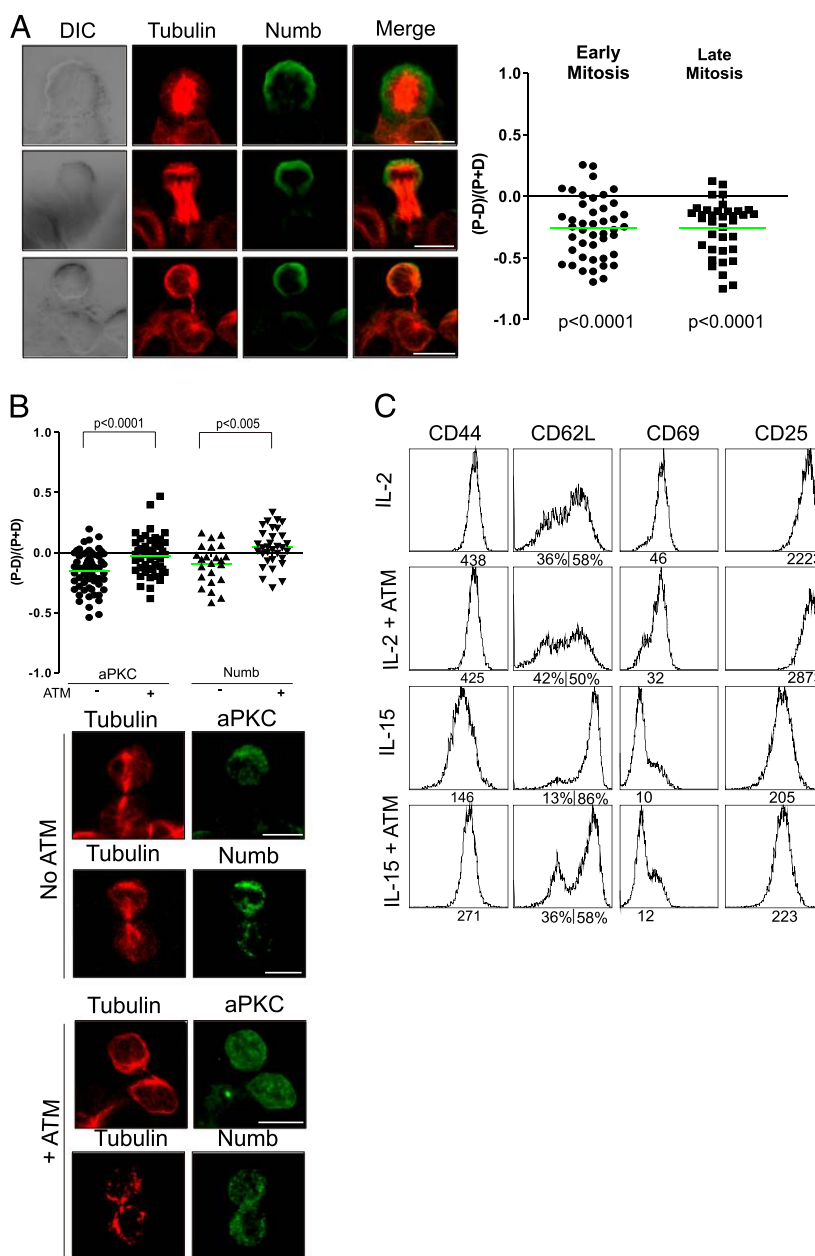 A
DIC Tubulin Numb Merge
Early Mitosis
Late Mitosis
1.0
0.5
0.0
-0.5
-1.0
(P-D)/(P+D)
p<0.0001 p<0.0001
B
p<0.0001 p<0.005
1.0
0.5
0.0
-0.5
-1.0
(P-D)/(P+D)
aPKC Numb
ATM - + - +
No ATM
Tubulin aPKC
Tubulin Numb
+ ATM
Tubulin aPKC
Tubulin Numb
C
CD44 CD62L CD69 CD25
IL-2
438 36%|58% 46 2223
IL-2 + ATM
425 42%|50% 32 2873
IL-15
146 13%|86% 10 205
IL-15 + ATM
271 36%|58% 12 223